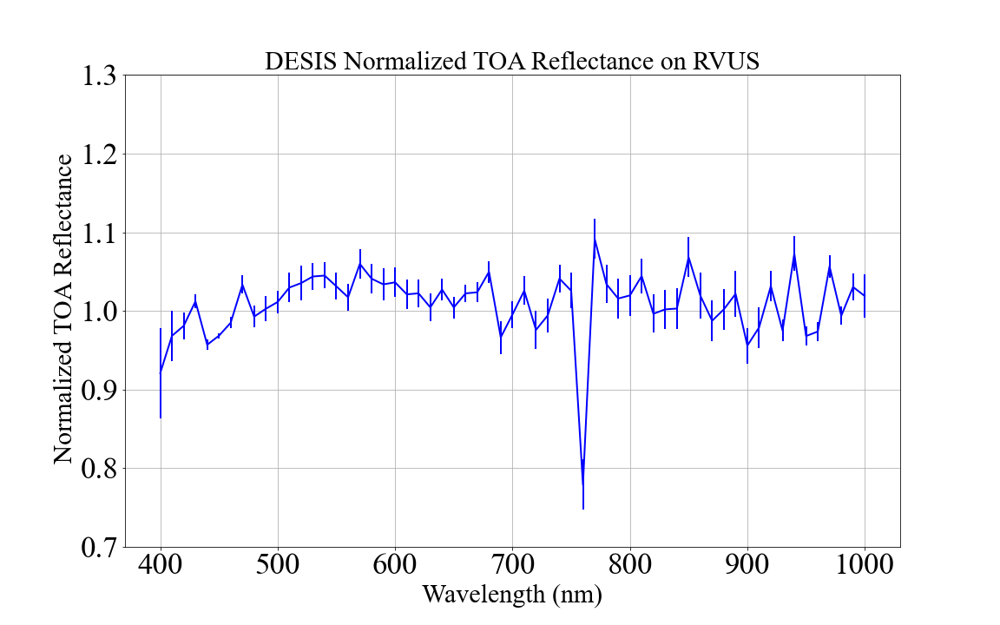 DESIS Normalized TOA Reflectance on RVUS
1.3
1.2
1.1
1.0
0.9
0.8
0.7
Normalized TOA Reflectance
400 500 600 700 800 900 1000
Wavelength (nm)